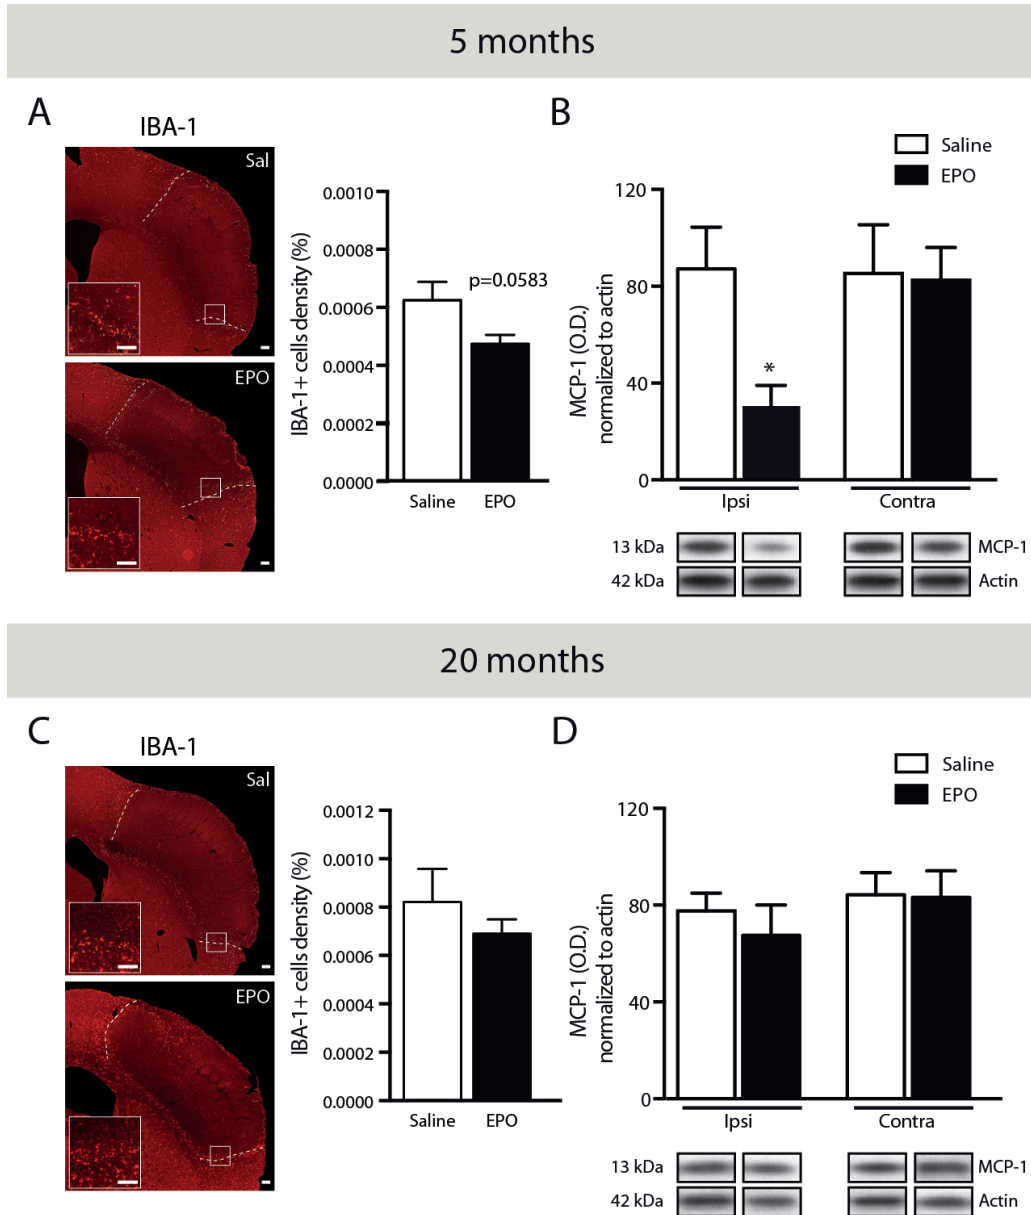 5 months
A
IBA-1
Sal
EPO
IBA-1+ cells density (%)
0.0010
0.0008
0.0006
0.0004
0.0002
0.0000
p=0.0583
Saline EPO
B
Saline
EPO
MCP-1 (O.D.)
normalized to actin
120
80
40
0
*
Ipsi Contra
13 kDa MCP-1
42 kDa Actin
20 months
C
IBA-1
Sal
EPO
IBA-1+ cells density (%)
0.0012
0.0010
0.0008
0.0006
0.0004
0.0002
0.0000
Saline EPO
D
Saline
EPO
MCP-1 (O.D.)
normalized to actin
120
80
40
0
Ipsi Contra
13 kDa MCP-1
42 kDa Actin